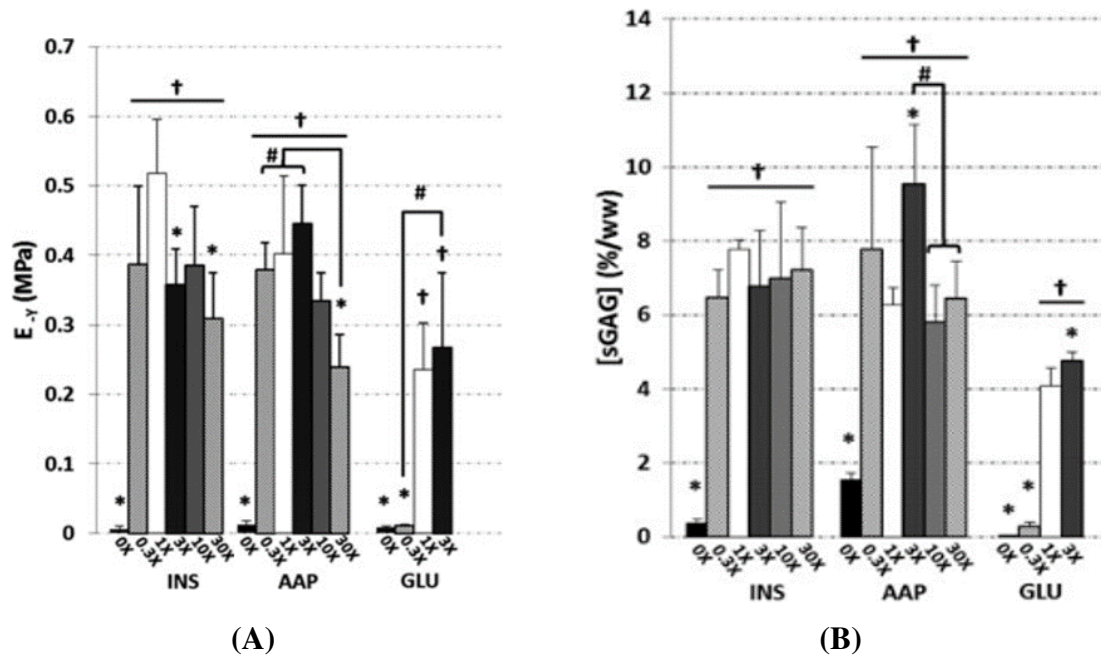 0.7
0.6
0.5
0.4
0.3
0.2
0.1
0
E -Y (MPa)
†
†
#
#
*
*
*
†
†
*
*
*
*
0X
0.3X
1X
3X
10X
30X
0X
0.3X
1X
3X
10X
30X
0X
0.3X
1X
3X
INS
AAP
GLU
(A)
14
12
10
8
6
4
2
0
[sGAG] (%/ww)
†
#
*
†
†
*
*
*
*
*
0X
0.3X
1X
3X
10X
30X
0X
0.3X
1X
3X
10X
30X
0X
0.3X
1X
3X
INS
AAP
GLU
(B)